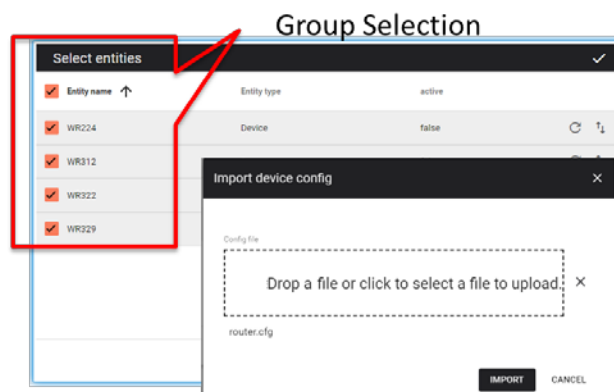 Group Selection
Select entities
Entity name Entity type active
WR224 Device false
WR312
WR322
WR329
Import device config
Config file
Drop a file or click to select a file to upload.
router.cfg
IMPORT CANCEL